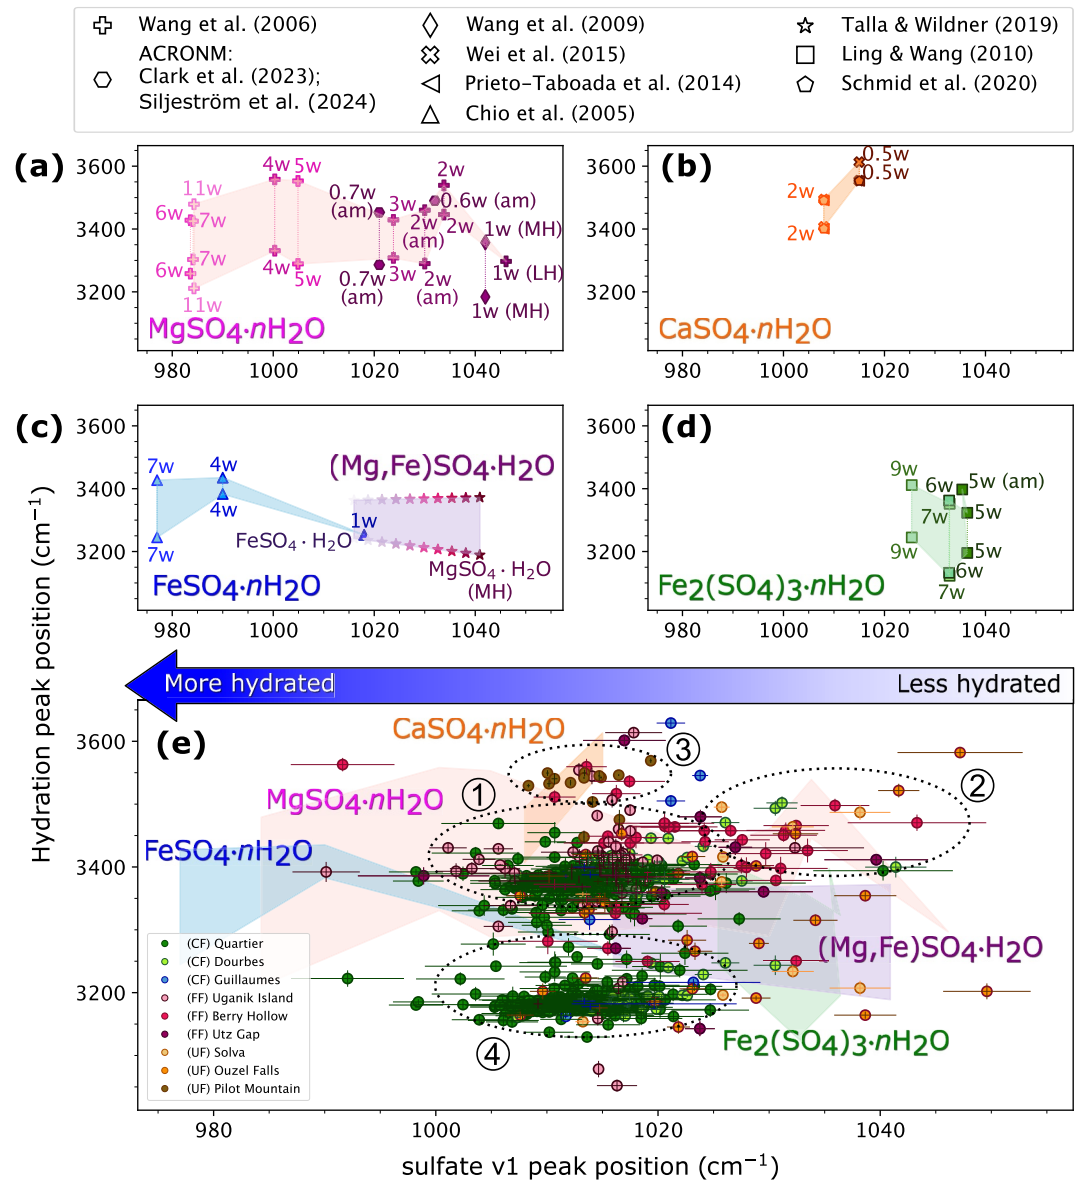 Wang et al. (2006)
ACRONM:
Clark et al. (2023);
Siljeström et al. (2024)
Wang et al. (2009)
Wei et al. (2015)
Prieto-Taboada et al. (2014)
Chio et al. (2005)
Talla & Wildner (2019)
Ling & Wang (2010)
Schmid et al. (2020)
Hydration peak position (cm⁻¹)
(a)
3600
3400
3200
4w 5w
11w
6w 7w
0.7w
(am)
3w
2w
0.6w (am)
2w
(am)
2w
1w (MH)
7w
6w
11w
4w
5w
0.7w
(am)
3w
2w
(am)
1w (LH)
1w (MH)
MgSO4·nH2O
980 1000 1020 1040
(b)
3600
3400
3200
0.5w
0.5w
2w
2w
CaSO4·nH2O
980 1000 1020 1040
(c)
3600
3400
3200
7w
4w
4w
7w
(Mg,Fe)SO4·H2O
1w
FeSO₄ · H₂O
MgSO₄ · H₂O
(MH)
FeSO4·nH2O
980 1000 1020 1040
(d)
3600
3400
3200
9w
6w
5w (am)
7w
5w
9w
5w
6w
7w
Fe2(SO4)3·nH2O
980 1000 1020 1040
More hydrated
Less hydrated
(e)
3600
3400
3200
CaSO4·nH2O
MgSO4·nH2O
FeSO4·nH2O
(Mg,Fe)SO4·H2O
Fe2(SO4)3·nH2O
1
2
3
4
(CF) Quartier
(CF) Dourbes
(CF) Guillaumes
(FF) Uganik Island
(FF) Berry Hollow
(FF) Utz Gap
(UF) Solva
(UF) Ouzel Falls
(UF) Pilot Mountain
980 1000 1020 1040
sulfate v1 peak position (cm⁻¹)